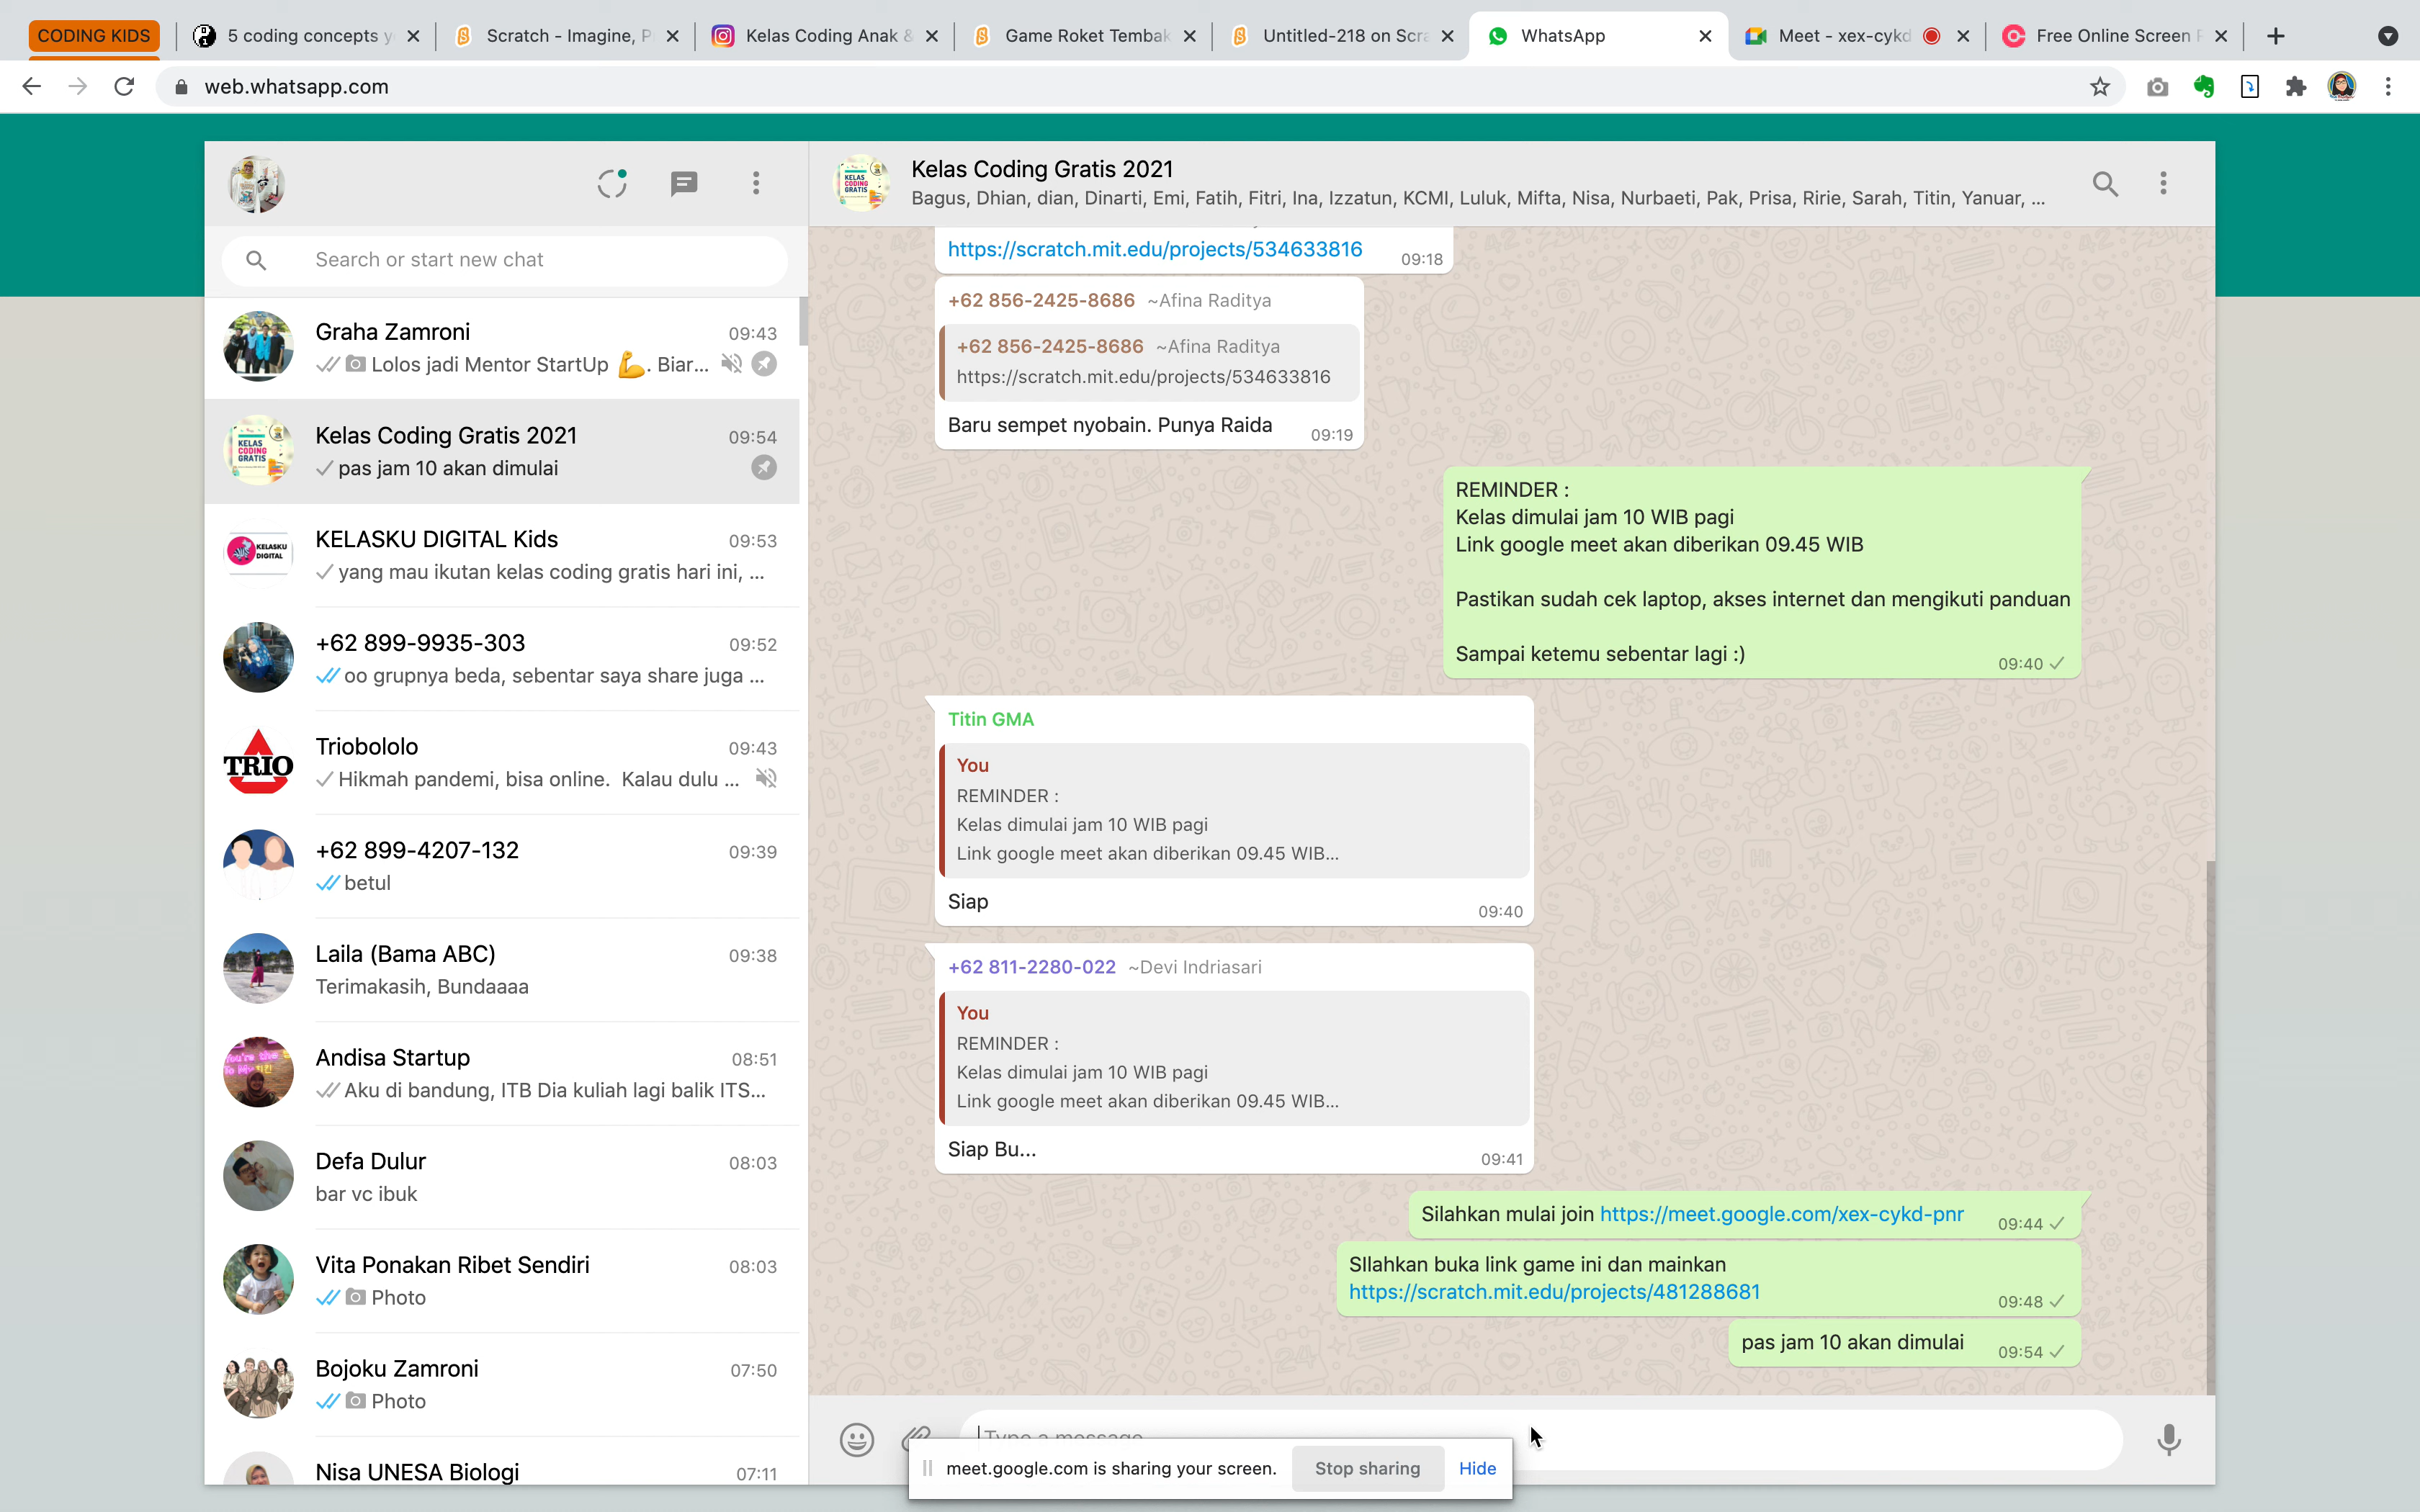 CODING KIDS
5 coding concepts y
Scratch - Imagine, P
Kelas Coding Anak &
Game Roket Tembak
Untitled-218 on Scra
WhatsApp
Meet - xex-cykd
Free Online Screen R
web.whatsapp.com
Search or start new chat
Graha Zamroni
09:43
Lolos jadi Mentor StartUp 💪. Biar...
Kelas Coding Gratis 2021
09:54
pas jam 10 akan dimulai
KELASKU DIGITAL
KELASKU DIGITAL Kids
09:53
yang mau ikutan kelas coding gratis hari ini, ...
+62 899-9935-303
09:52
oo grupnya beda, sebentar saya share juga ...
TRIO
Triobololo
09:43
Hikmah pandemi, bisa online. Kalau dulu ...
+62 899-4207-132
09:39
betul
Laila (Bama ABC)
09:38
Terimakasih, Bundaaaa
Andisa Startup
08:51
Aku di bandung, ITB Dia kuliah lagi balik ITS...
Defa Dulur
08:03
bar vc ibuk
Vita Ponakan Ribet Sendiri
08:03
Photo
Bojoku Zamroni
07:50
Photo
Nisa UNESA Biologi
07:11
KELAS CODING GRATIS
Kelas Coding Gratis 2021
Bagus, Dhian, dian, Dinarti, Emi, Fatih, Fitri, Ina, Izzatun, KCMI, Luluk, Mifta, Nisa, Nurbaeti, Pak, Prisa, Ririe, Sarah, Titin, Yanuar, ...
https://scratch.mit.edu/projects/534633816
09:18
+62 856-2425-8686 ~Afina Raditya
+62 856-2425-8686 ~Afina Raditya
https://scratch.mit.edu/projects/534633816
Baru sempet nyobain. Punya Raida
09:19
REMINDER :
Kelas dimulai jam 10 WIB pagi
Link google meet akan diberikan 09.45 WIB
Pastikan sudah cek laptop, akses internet dan mengikuti panduan
Sampai ketemu sebentar lagi :)
09:40
Titin GMA
You
REMINDER :
Kelas dimulai jam 10 WIB pagi
Link google meet akan diberikan 09.45 WIB...
Siap
09:40
+62 811-2280-022 ~Devi Indriasari
You
REMINDER :
Kelas dimulai jam 10 WIB pagi
Link google meet akan diberikan 09.45 WIB...
Siap Bu...
09:41
Silahkan mulai join https://meet.google.com/xex-cykd-pnr
09:44
SIlahkan buka link game ini dan mainkan
https://scratch.mit.edu/projects/481288681
09:48
pas jam 10 akan dimulai
09:54
Type a message
meet.google.com is sharing your screen.
Stop sharing
Hide